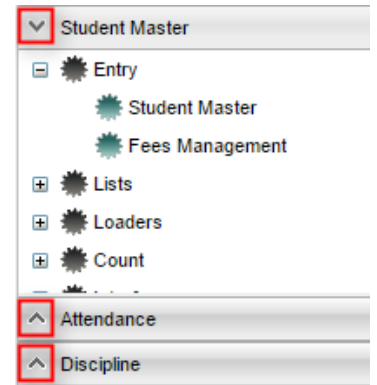 Student Master
Entry
Student Master
Fees Management
Lists
Loaders
Count
Attendance
Discipline